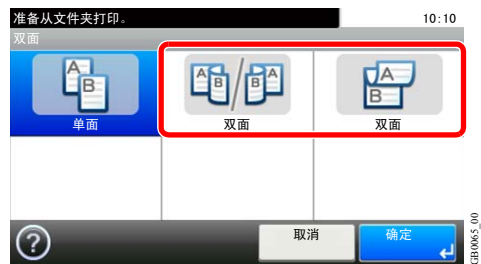 准备从文件夹打印。 10:10
双面
A B
A B B A
A B
单面 双面 双面
? 取消 确定
GB0065_00